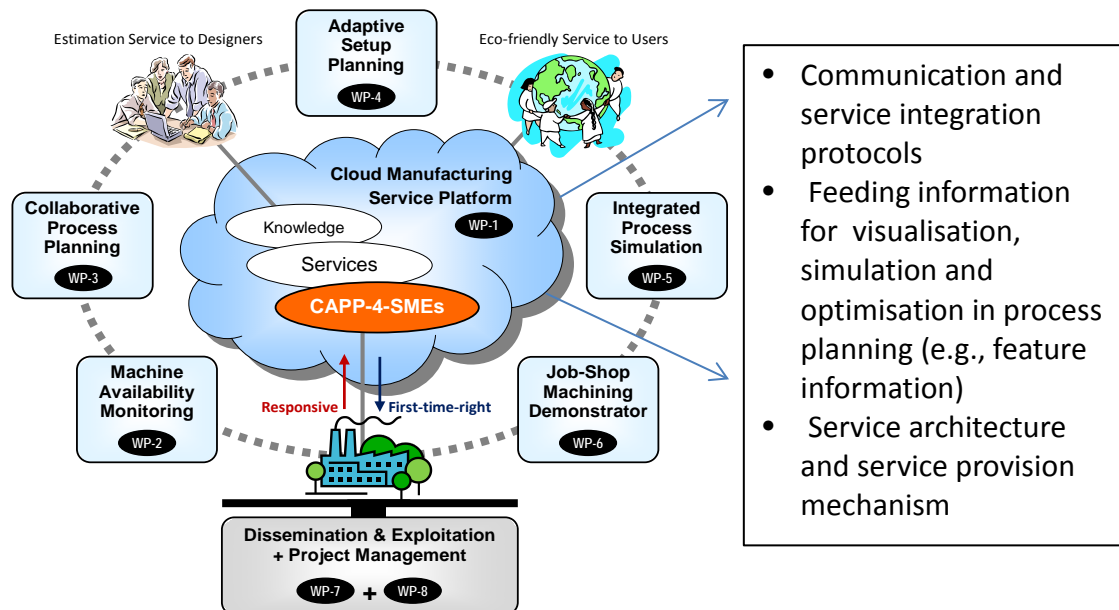 Estimation Service to Designers
Adaptive
Setup
Planning
WP-4
Eco-friendly Service to Users
Cloud Manufacturing
Service Platform
WP-1
Knowledge
Services
CAPP-4-SMEs
Collaborative
Process
Planning
WP-3
Integrated
Process
Simulation
WP-5
Machine
Availability
Monitoring
WP-2
Responsive
First-time-right
Job-Shop
Machining
Demonstrator
WP-6
Dissemination & Exploitation
+ Project Management
WP-7 + WP-8
• Communication and
service integration
protocols
• Feeding information
for visualisation,
simulation and
optimisation in process
planning (e.g., feature
information)
• Service architecture
and service provision
mechanism